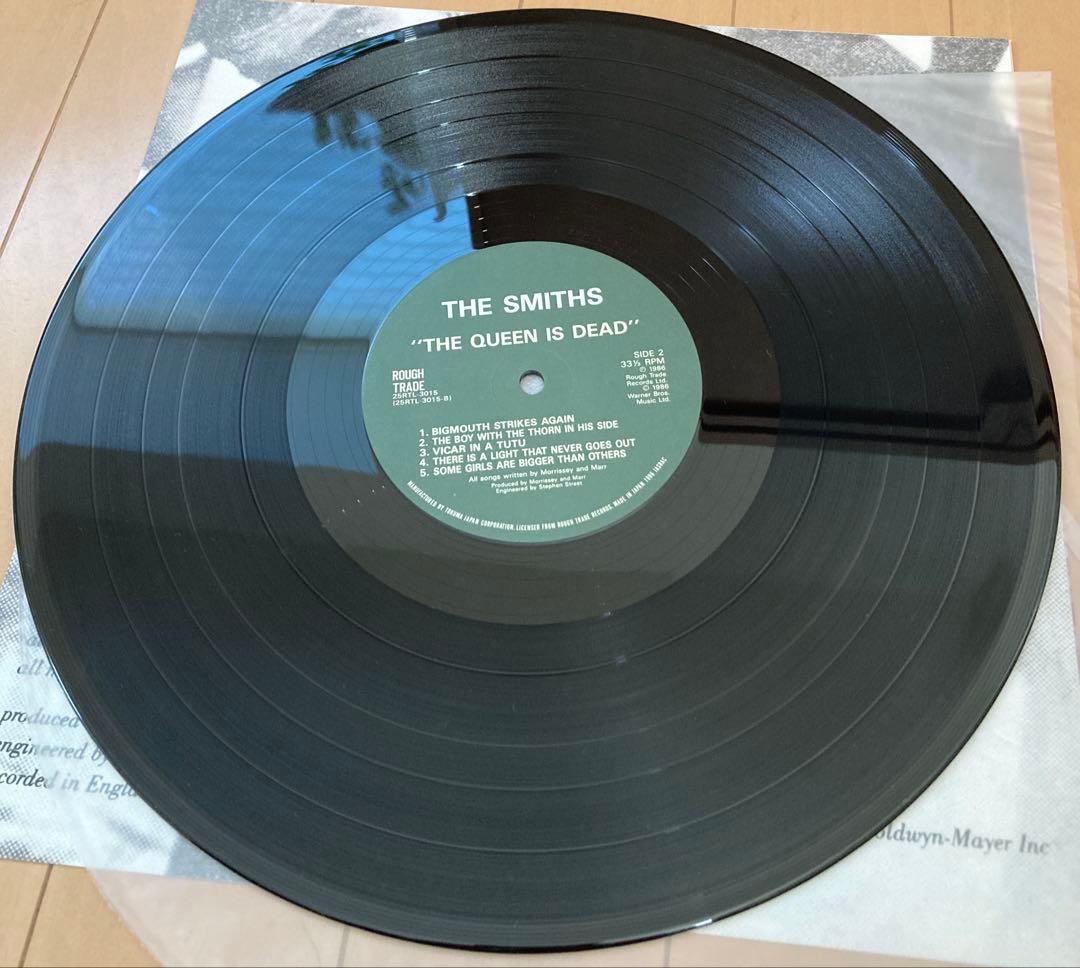 THE SMITHS
"THE QUEEN IS DEAD"
ROUGH
TRADE
25RTL-3015
(25RTL-3015-B)
SIDE 2
33⅓ RPM
℗ 1986
Rough Trade
Records Ltd.
© 1986
Warner Bros.
Music Ltd.
1. BIGMOUTH STRIKES AGAIN
2. THE BOY WITH THE THORN IN HIS SIDE
3. VICAR IN A TUTU
4. THERE IS A LIGHT THAT NEVER GOES OUT
5. SOME GIRLS ARE BIGGER THAN OTHERS
All songs written by Morrissey and Marr
Produced by Morrissey and Marr
Engineered by Stephen Street
MANUFACTURED BY TOKUMA JAPAN CORPORATION. LICENSED FROM ROUGH TRADE RECORDS. MADE IN JAPAN 1986
all
produced
engineered by
corded in Engla
oldwyn-Mayer Inc